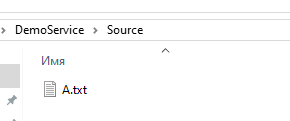 DemoService > Source >
Имя
A.txt